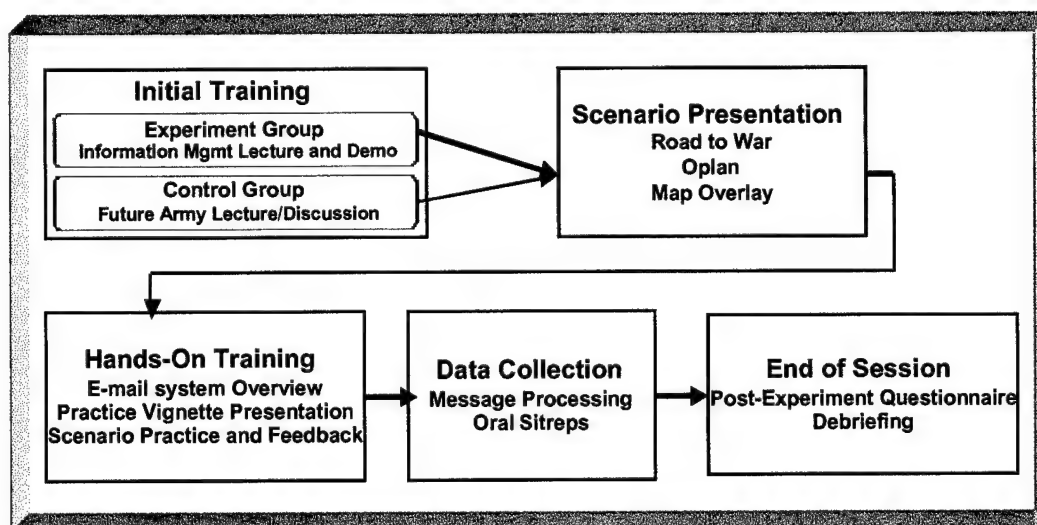 Initial Training
Experiment Group
Information Mgmt Lecture and Demo
Control Group
Future Army Lecture/Discussion
Scenario Presentation
Road to War
Oplan
Map Overlay
Hands-On Training
E-mail system Overview
Practice Vignette Presentation
Scenario Practice and Feedback
Data Collection
Message Processing
Oral Sitreps
End of Session
Post-Experiment Questionnaire
Debriefing